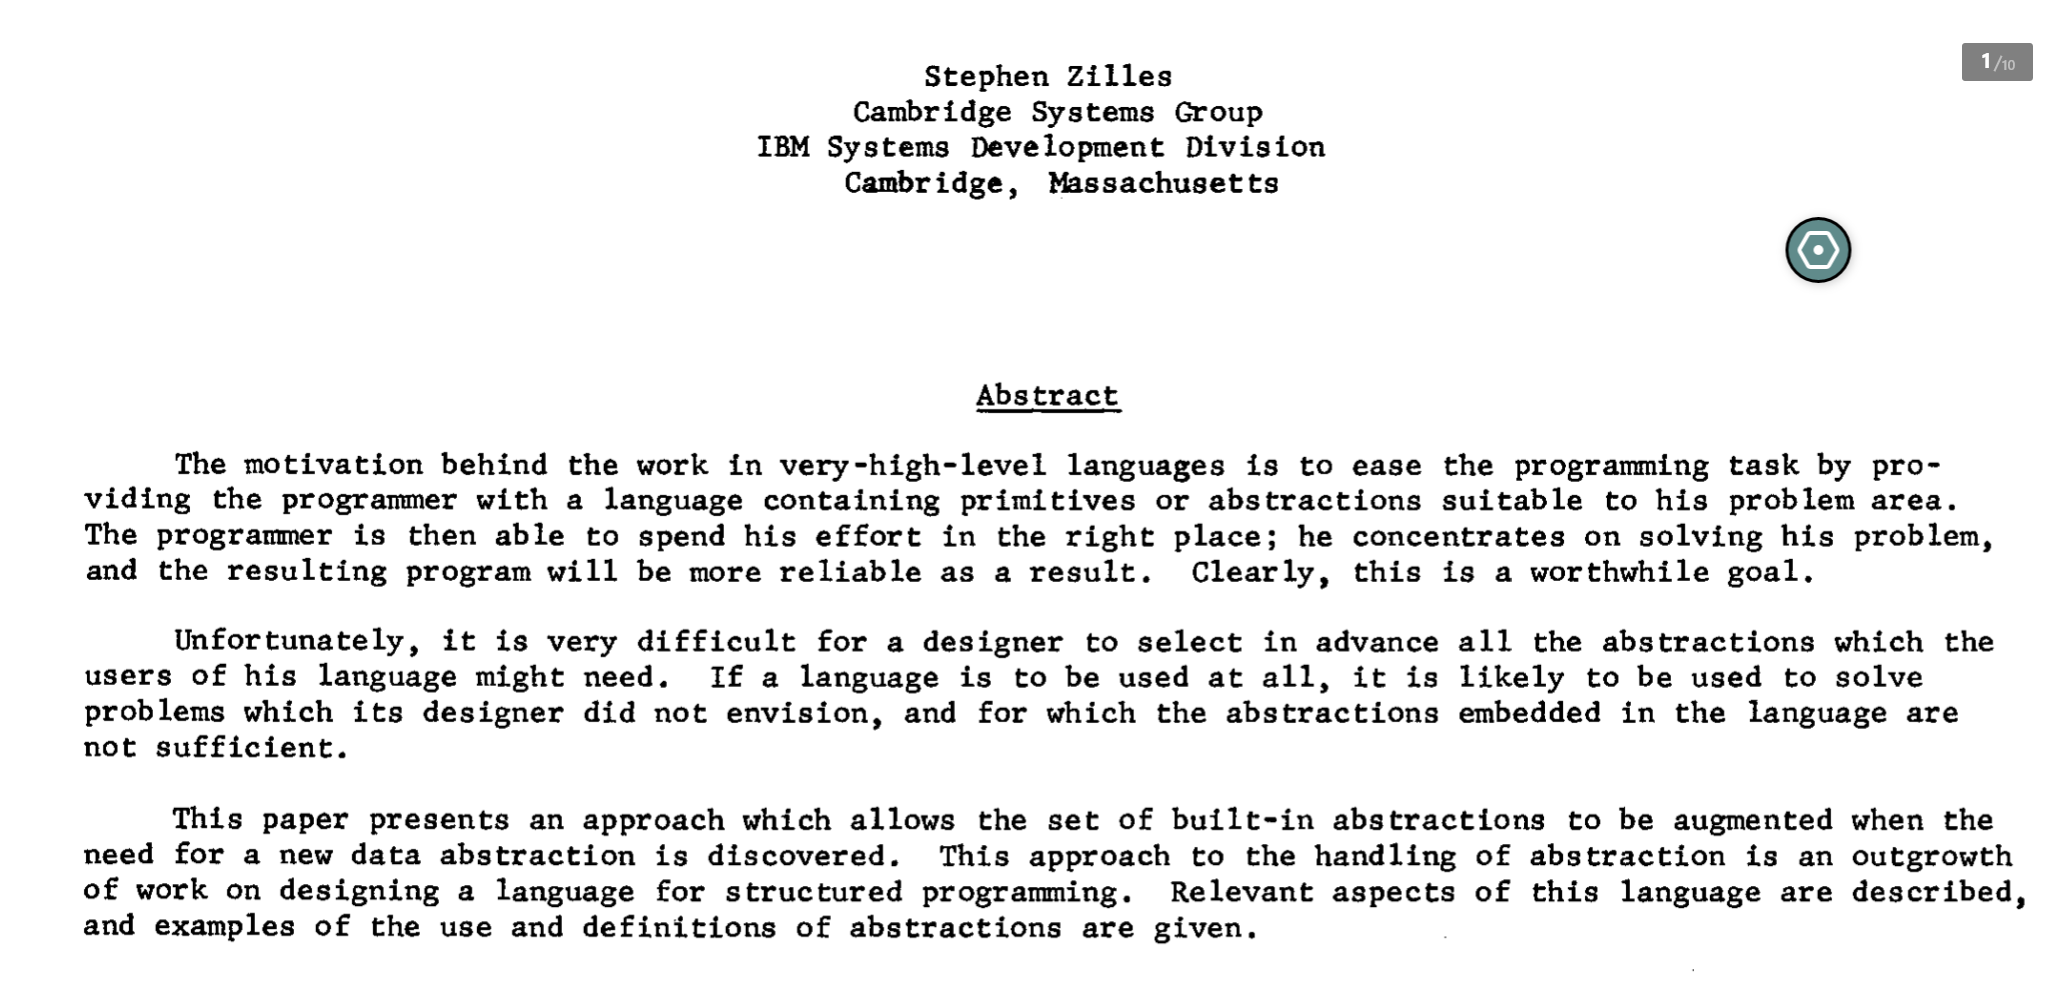 1/10
Stephen Zilles
Cambridge Systems Group
IBM Systems Development Division
Cambridge, Massachusetts
Abstract
The motivation behind the work in very-high-level languages is to ease the programming task by pro-
viding the programmer with a language containing primitives or abstractions suitable to his problem area.
The programmer is then able to spend his effort in the right place; he concentrates on solving his problem,
and the resulting program will be more reliable as a result. Clearly, this is a worthwhile goal.
Unfortunately, it is very difficult for a designer to select in advance all the abstractions which the
users of his language might need. If a language is to be used at all, it is likely to be used to solve
problems which its designer did not envision, and for which the abstractions embedded in the language are
not sufficient.
This paper presents an approach which allows the set of built-in abstractions to be augmented when the
need for a new data abstraction is discovered. This approach to the handling of abstraction is an outgrowth
of work on designing a language for structured programming. Relevant aspects of this language are described,
and examples of the use and definitions of abstractions are given.